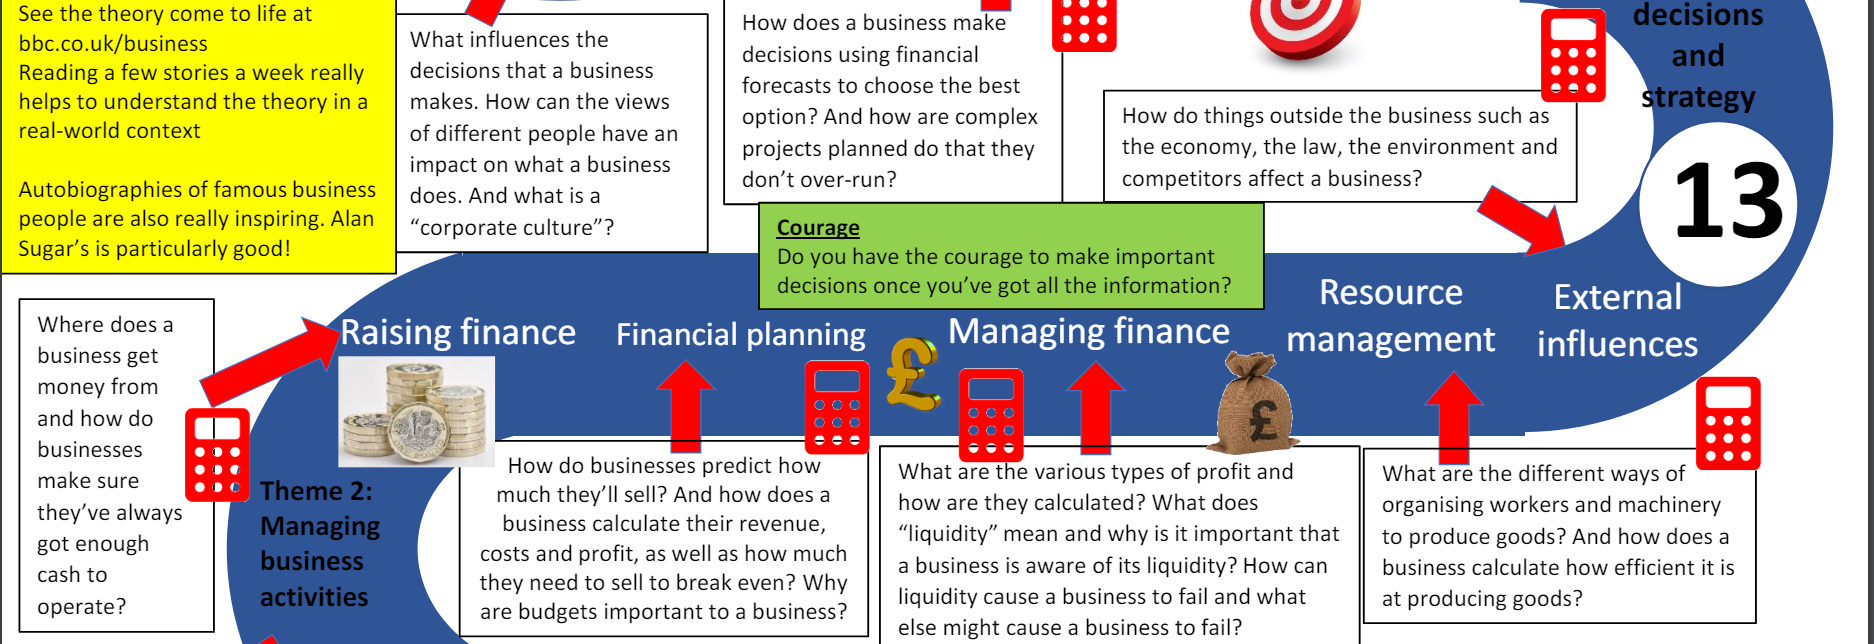 See the theory come to life at
bbc.co.uk/business
Reading a few stories a week really
helps to understand the theory in a
real-world context
Autobiographies of famous business
people are also really inspiring. Alan
Sugar’s is particularly good!
What influences the
decisions that a business
makes. How can the views
of different people have an
impact on what a business
does. And what is a
“corporate culture”?
How does a business make
decisions using financial
forecasts to choose the best
option? And how are complex
projects planned do that they
don’t over-run?
How do things outside the business such as
the economy, the law, the environment and
competitors affect a business?
decisions
and
strategy
13
Courage
Do you have the courage to make important
decisions once you’ve got all the information?
Where does a
business get
money from
and how do
businesses
make sure
they’ve always
got enough
cash to
operate?
Raising finance
Financial planning
Managing finance
Resource
management
External
influences
£
£
Theme 2:
Managing
business
activities
How do businesses predict how
much they’ll sell? And how does a
business calculate their revenue,
costs and profit, as well as how much
they need to sell to break even? Why
are budgets important to a business?
What are the various types of profit and
how are they calculated? What does
“liquidity” mean and why is it important that
a business is aware of its liquidity? How can
liquidity cause a business to fail and what
else might cause a business to fail?
What are the different ways of
organising workers and machinery
to produce goods? And how does a
business calculate how efficient it is
at producing goods?